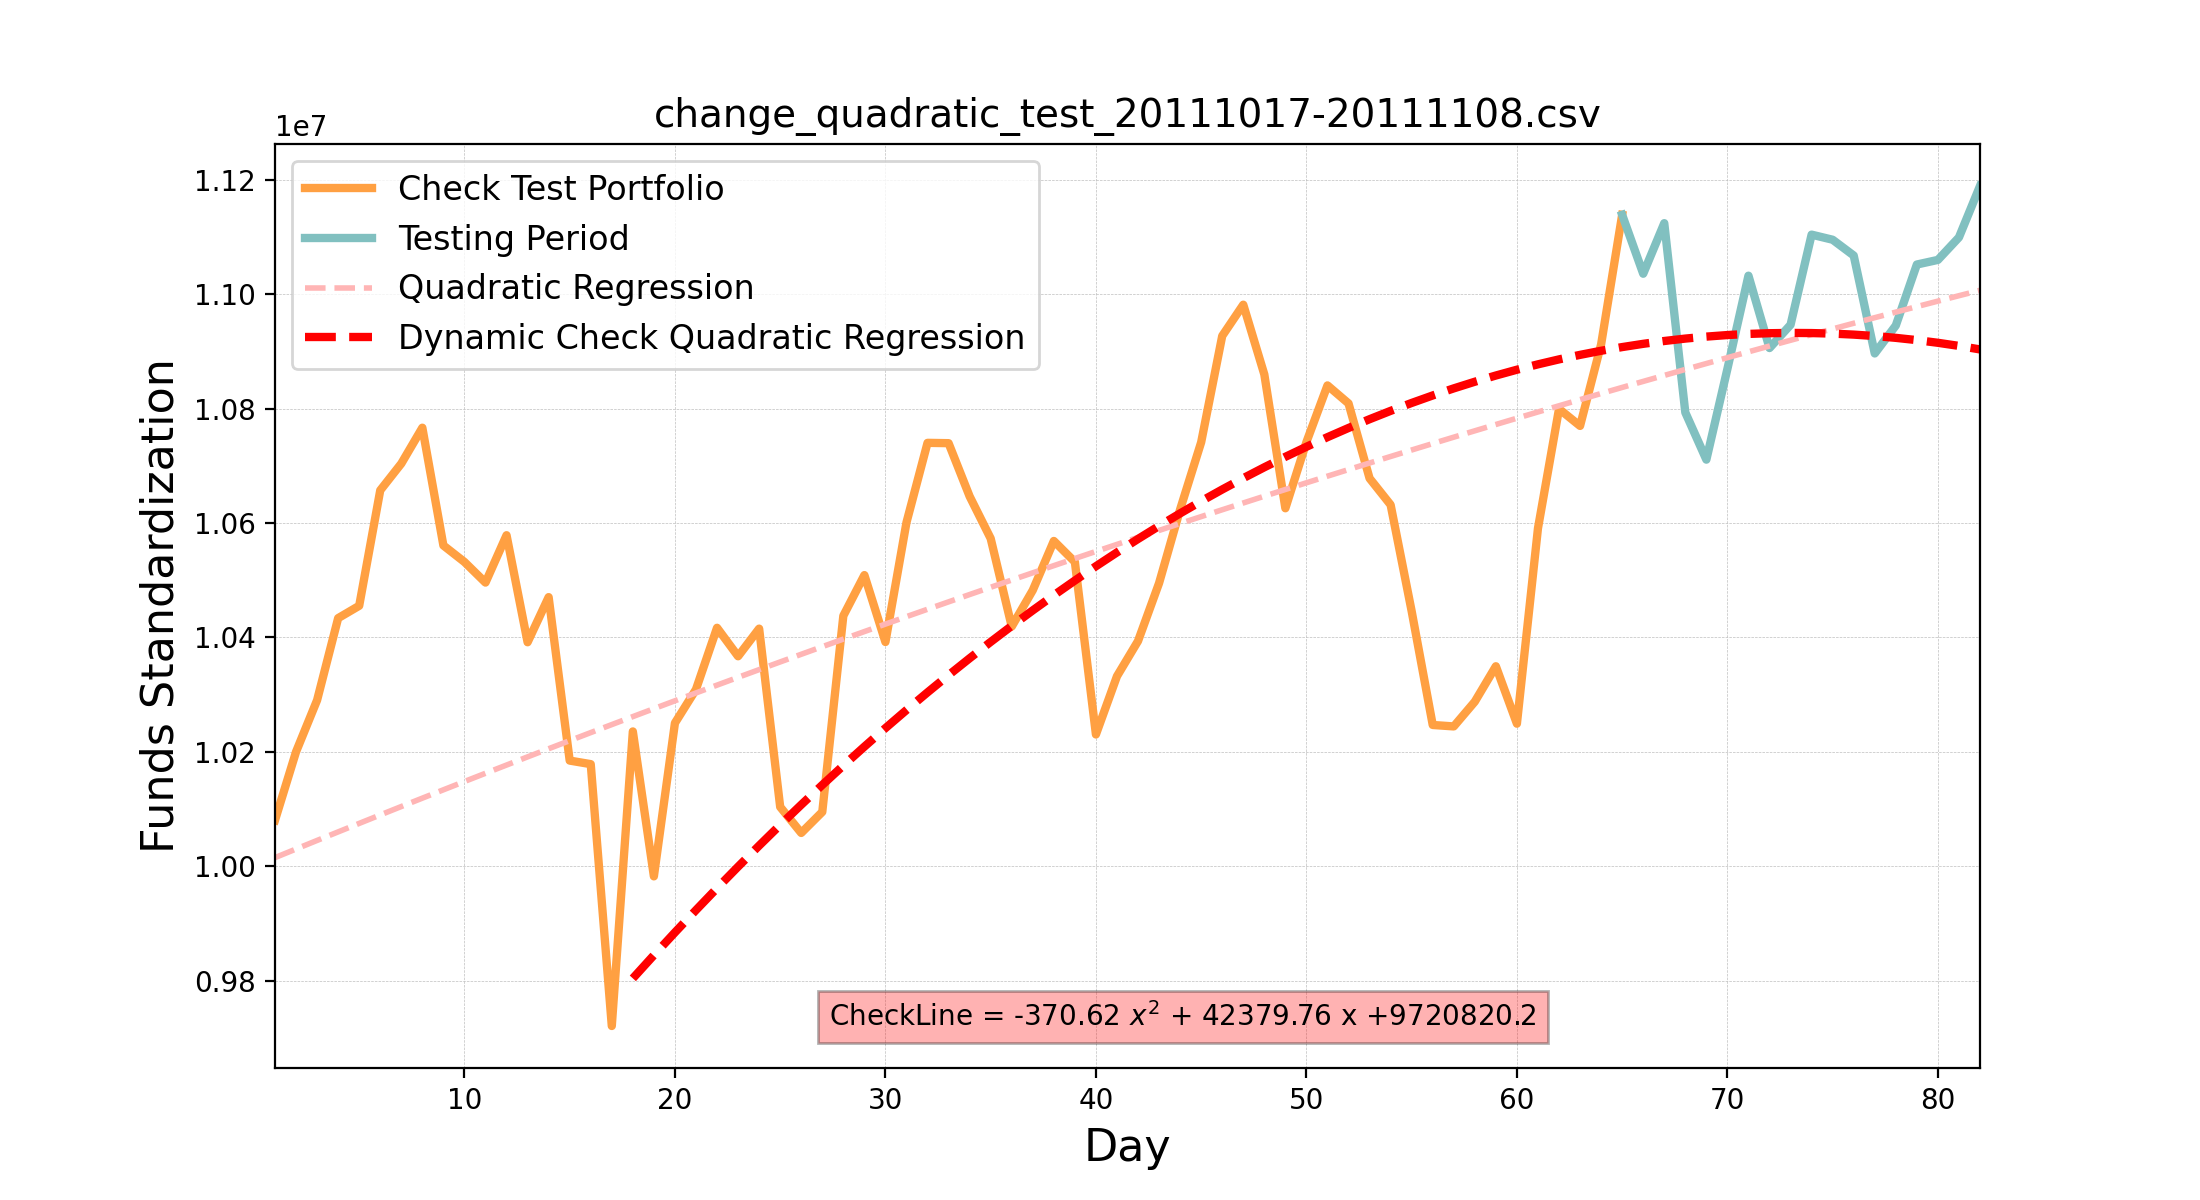 change_quadratic_test_20111017-20111108.csv
1e7
Check Test Portfolio
Testing Period
Quadratic Regression
Dynamic Check Quadratic Regression
Funds Standardization
1.12
1.10
1.08
1.06
1.04
1.02
1.00
0.98
CheckLine = -370.62 x² + 42379.76 x +9720820.2
10 20 30 40 50 60 70 80
Day